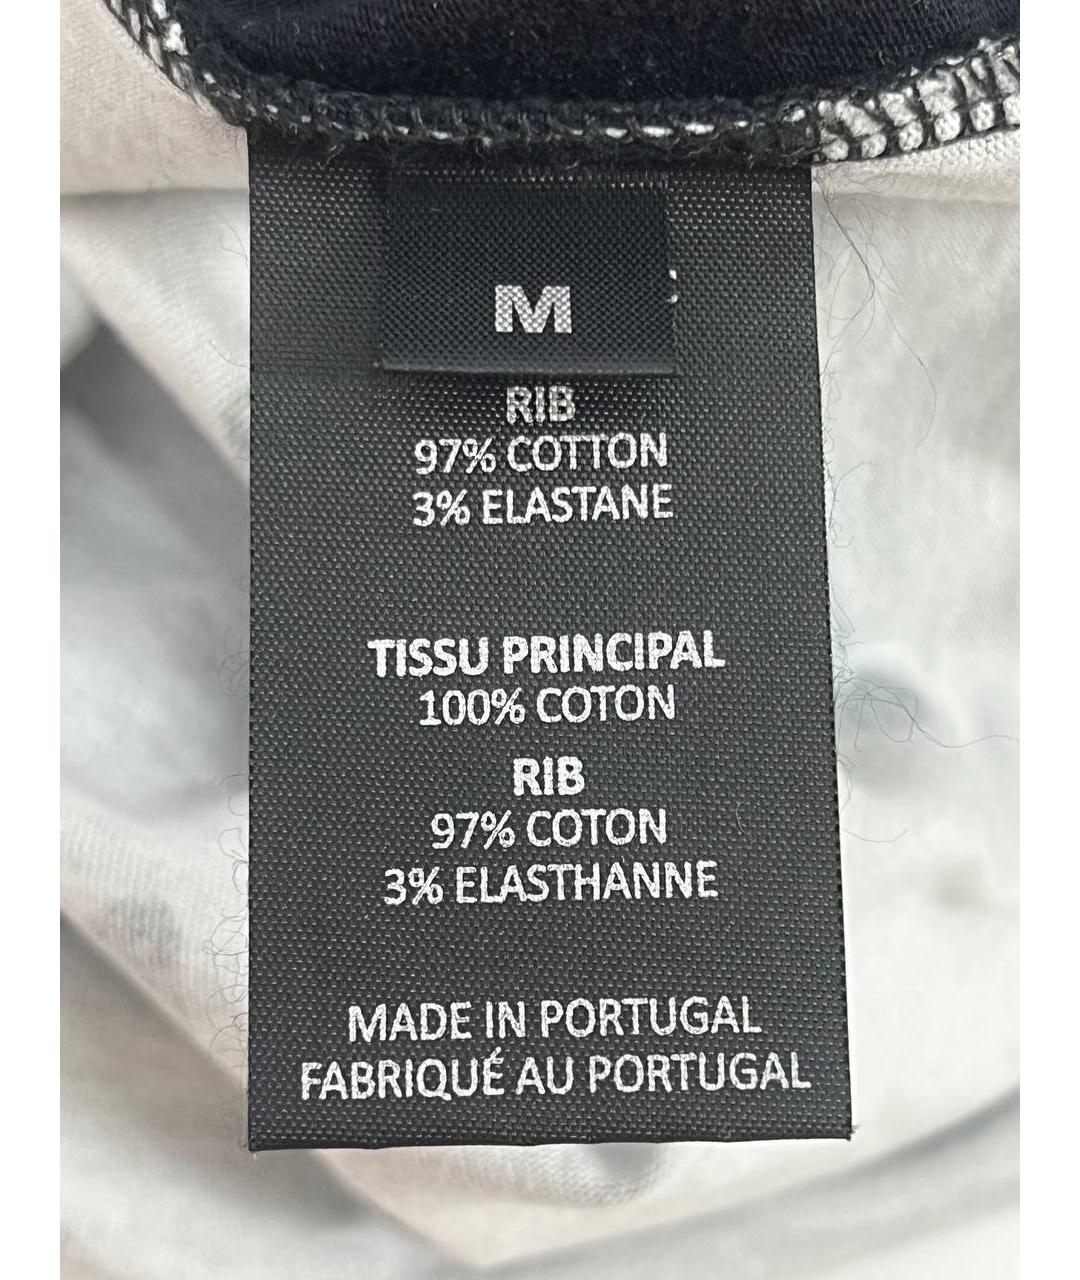 M
RIB
97% COTTON
3% ELASTANE
TISSU PRINCIPAL
100% COTON
RIB
97% COTON
3% ELASTHANNE
MADE IN PORTUGAL
FABRIQUÉ AU PORTUGAL